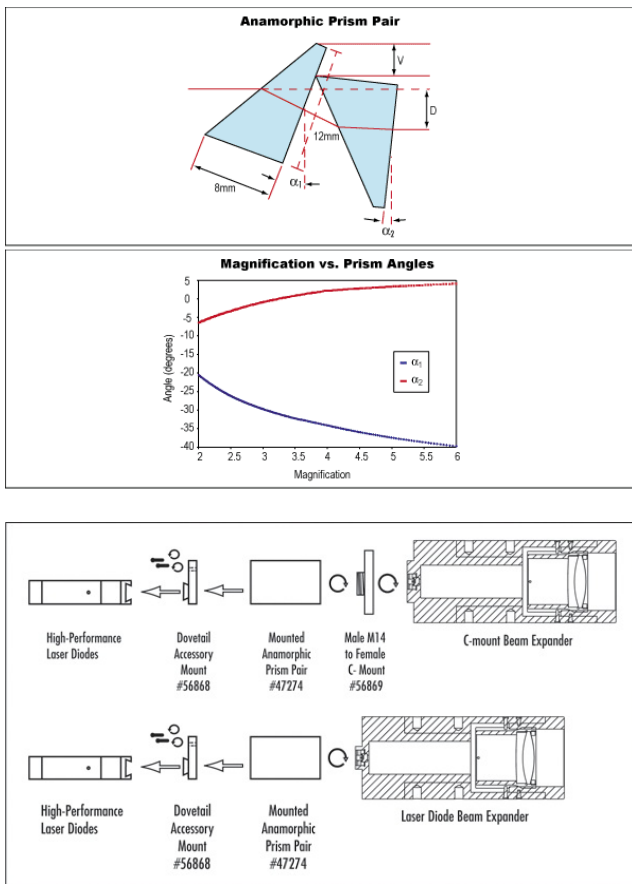 Anamorphic Prism Pair
V
D
12mm
8mm
α1
α2
Magnification vs. Prism Angles
5
0
-5
-10
-15
-20
-25
-30
-35
-40
Angle (degrees)
α1
α2
2 2.5 3 3.5 4 4.5 5 5.5 6
Magnification
High-Performance
Laser Diodes
Dovetail
Accessory
Mount
#56868
Mounted
Anamorphic
Prism Pair
#47274
Male M14
to Female
C- Mount
#56869
C-mount Beam Expander
High-Performance
Laser Diodes
Dovetail
Accessory
Mount
#56868
Mounted
Anamorphic
Prism Pair
#47274
Laser Diode Beam Expander